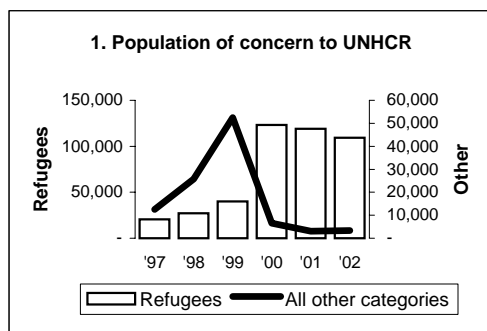 1. Population of concern to UNHCR
Refugees
150,000
100,000
50,000
-
60,000
50,000
40,000
30,000
20,000
10,000
-
Other
'97 '98 '99 '00 '01 '02
Refugees All other categories